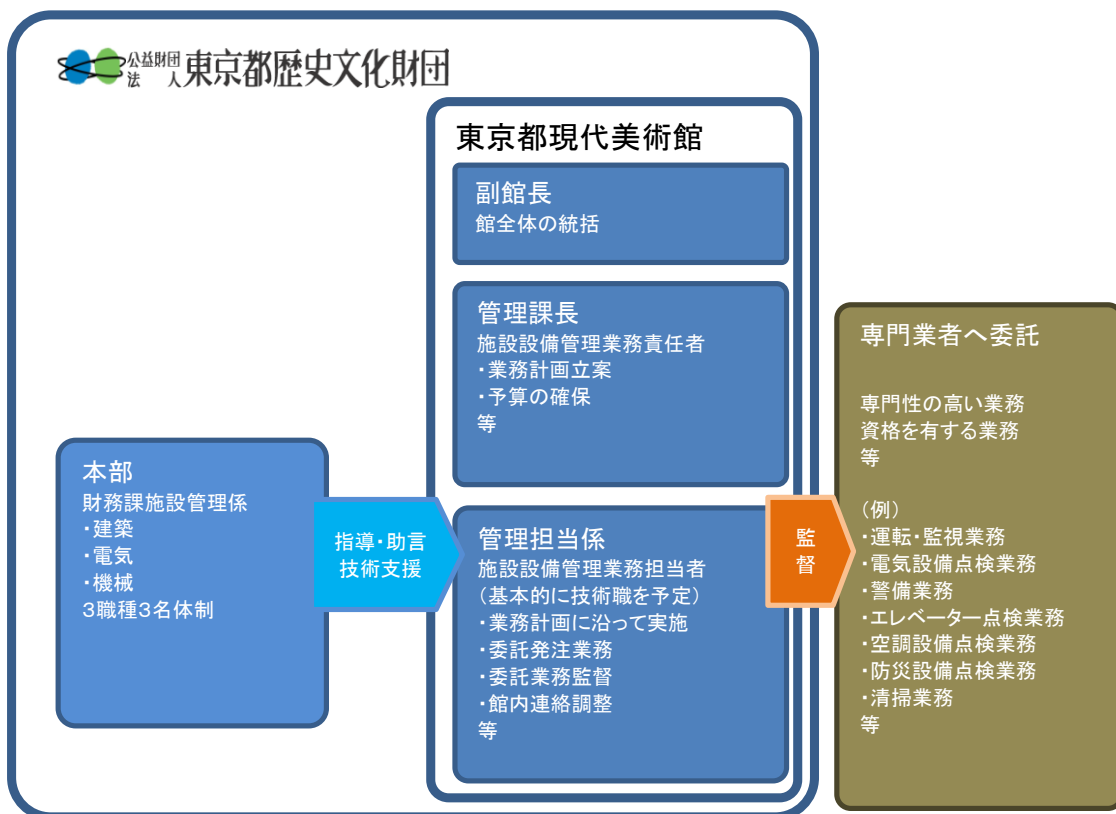 公益財団
法　人
東京都歴史文化財団
東京都現代美術館
副館長
館全体の統括
管理課長
施設設備管理業務責任者
・業務計画立案
・予算の確保
等
本部
財務課施設管理係
・建築
・電気
・機械
3職種3名体制
指導・助言
技術支援
管理担当係
施設設備管理業務担当者
（基本的に技術職を予定）
・業務計画に沿って実施
・委託発注業務
・委託業務監督
・館内連絡調整
等
監
督
専門業者へ委託
専門性の高い業務
資格を有する業務
等
（例）
・運転・監視業務
・電気設備点検業務
・警備業務
・エレベーター点検業務
・空調設備点検業務
・防災設備点検業務
・清掃業務
等